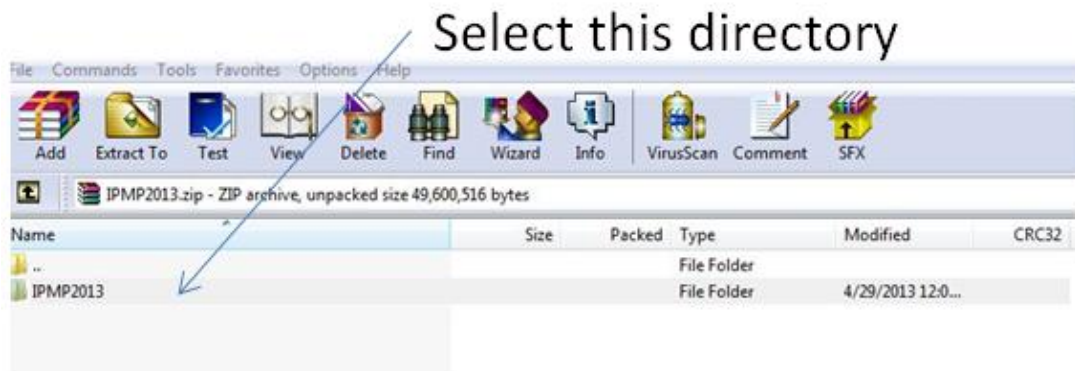 Select this directory
File Commands Tools Favorites Options Help
Add Extract To Test View Delete Find Wizard Info VirusScan Comment SFX
IPMP2013.zip - ZIP archive, unpacked size 49,600,516 bytes
Name Size Packed Type Modified CRC32
.. File Folder
IPMP2013 File Folder 4/29/2013 12:0...